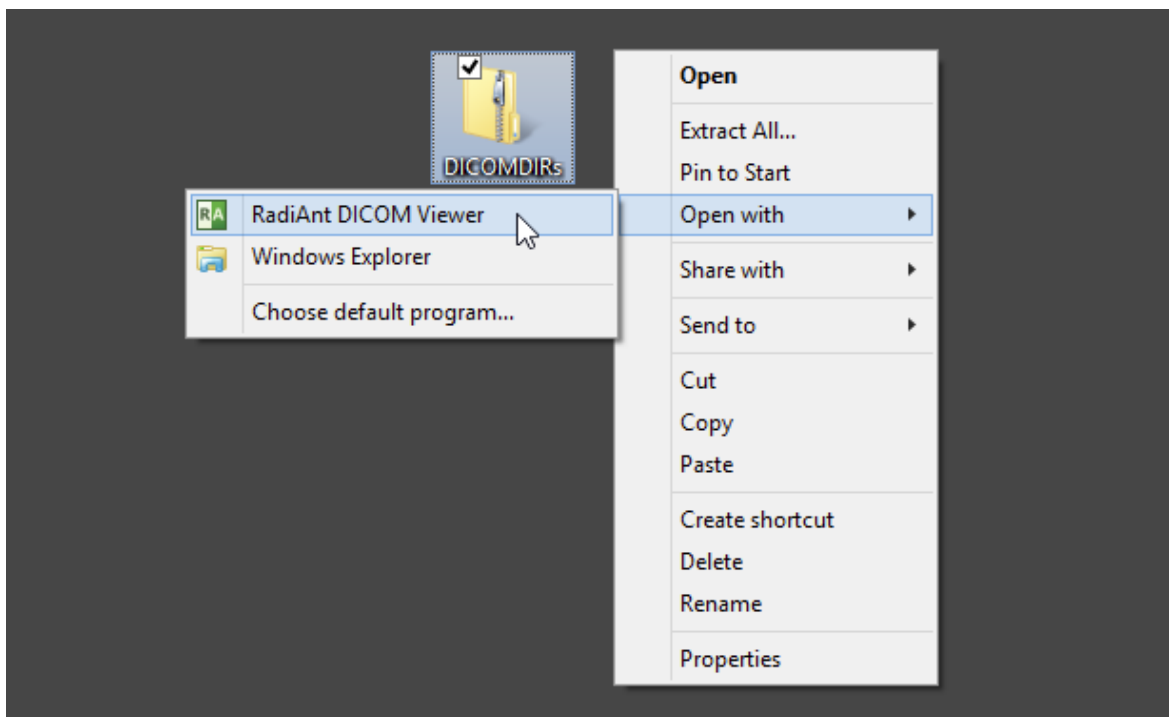 DICOMDIRs
Open
Extract All...
Pin to Start
Open with
Share with
Send to
Cut
Copy
Paste
Create shortcut
Delete
Rename
Properties
RA
RadiAnt DICOM Viewer
Windows Explorer
Choose default program...